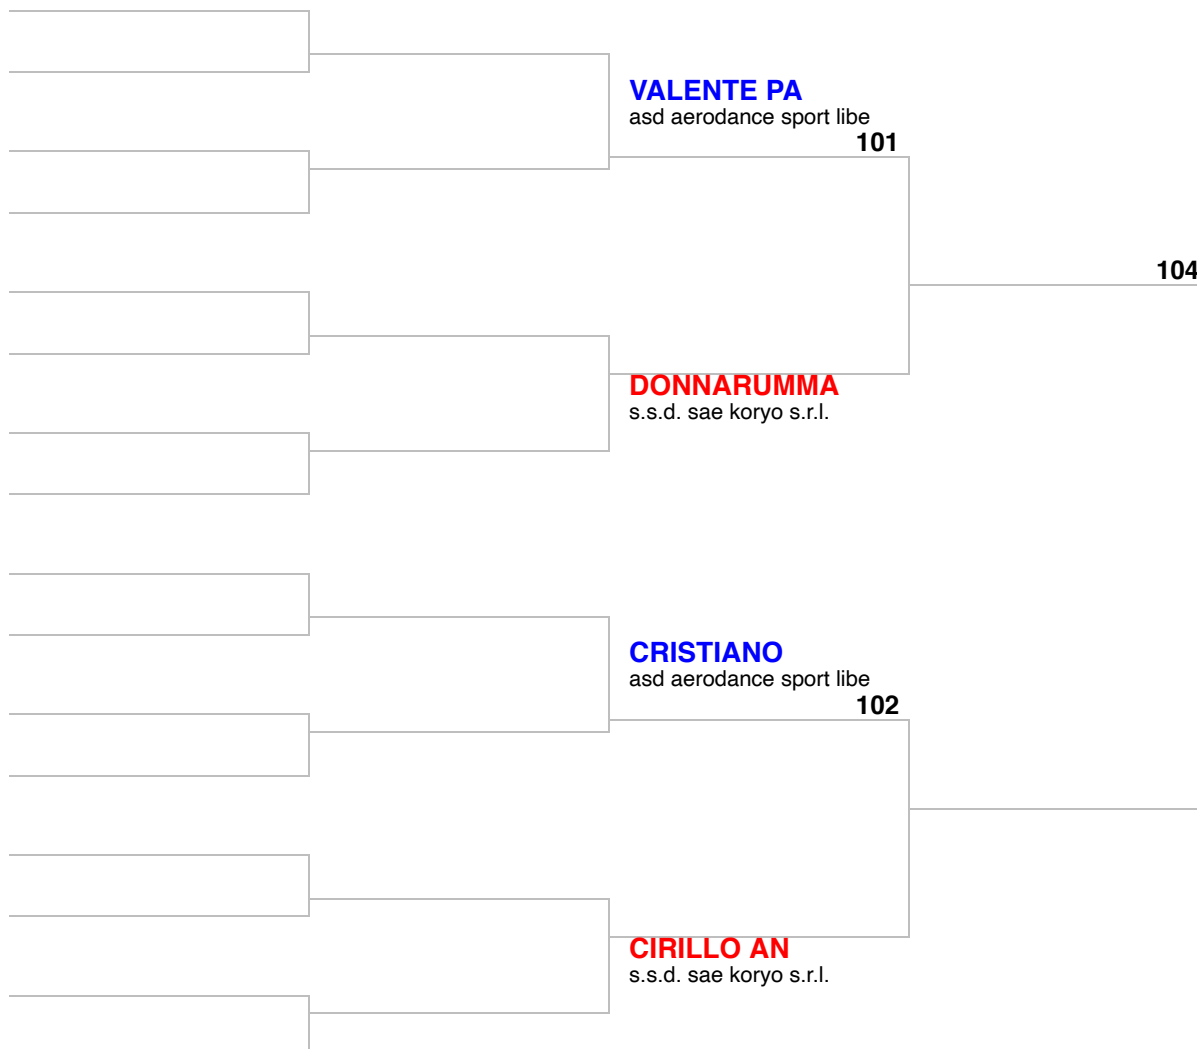 VALENTE PA
asd aerodance sport libe
101
104
DONNARUMMA
s.s.d. sae koryo s.r.l.
CRISTIANO
asd aerodance sport libe
102
CIRILLO AN
s.s.d. sae koryo s.r.l.